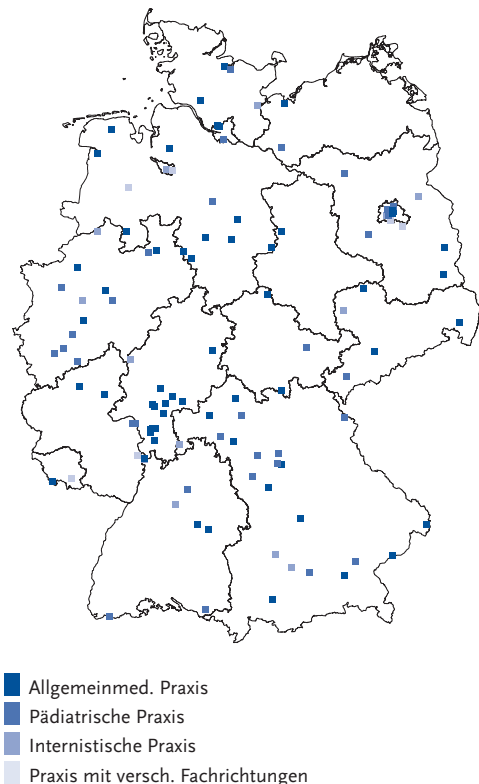 Allgemeinmed. Praxis
Pädiatrische Praxis
Internistische Praxis
Praxis mit versch. Fachrichtungen